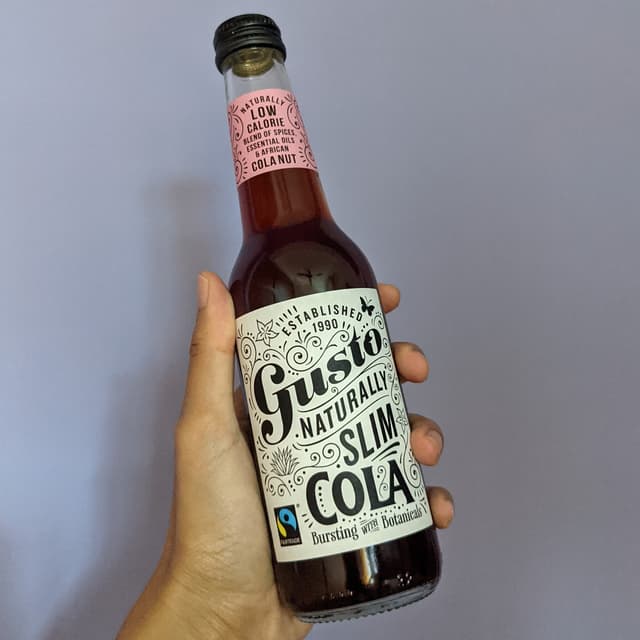 NATURALLY
LOW
CALORIE
BLEND OF SPICES,
ESSENTIAL OILS
& AFRICAN
COLA NUT
ESTABLISHED
1990
Gusto
NATURALLY
SLIM
COLA
FAIRTRADE
Bursting WITH Botanicals